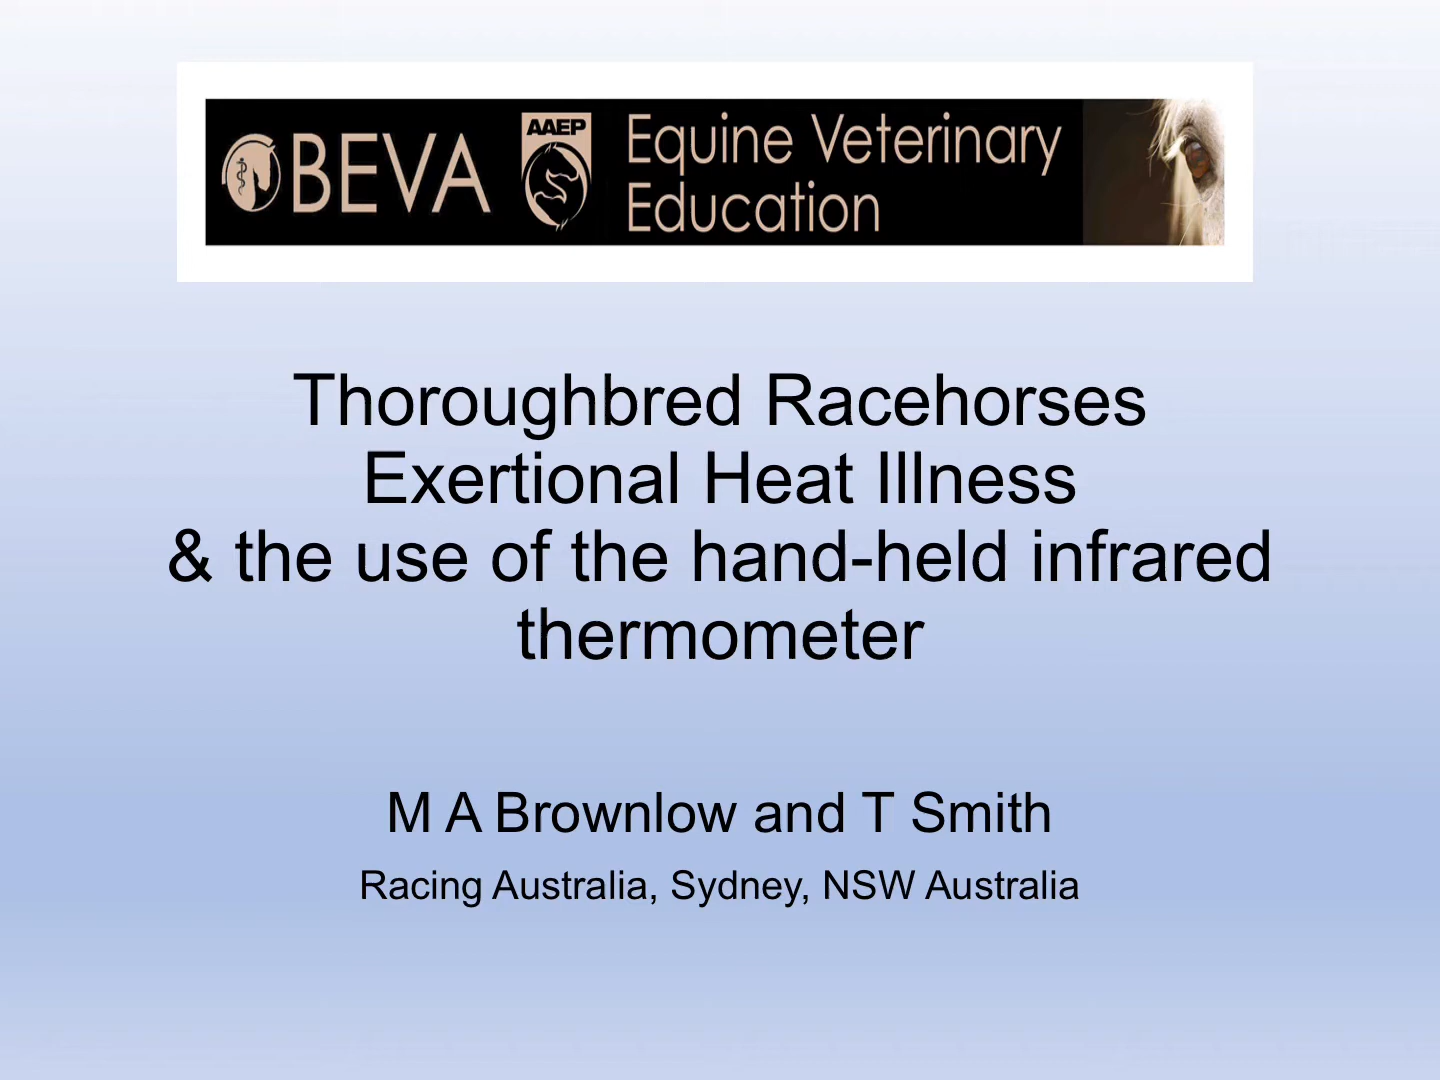 BEVA
AAEP
Equine Veterinary
Education
Thoroughbred Racehorses
Exertional Heat Illness
& the use of the hand-held infrared
thermometer
M A Brownlow and T Smith
Racing Australia, Sydney, NSW Australia